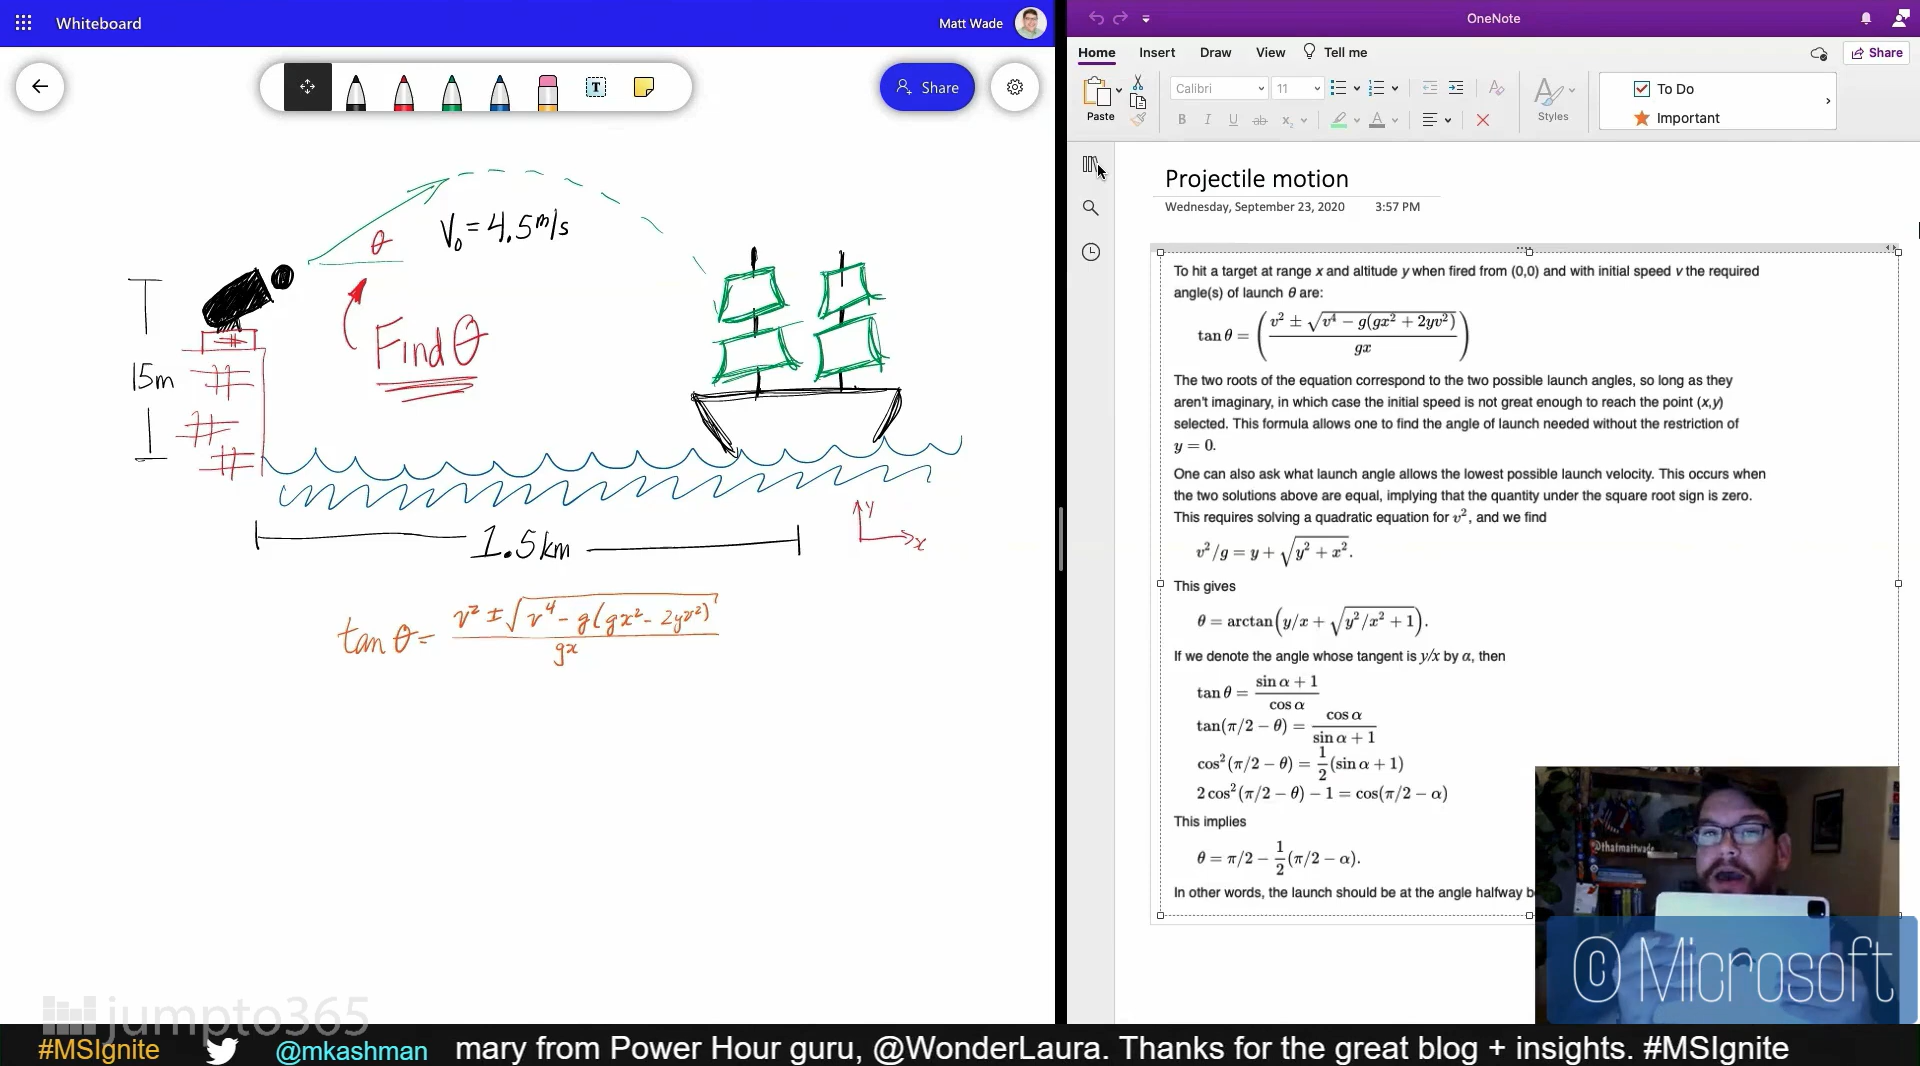 Whiteboard
Matt Wade
Share
V₀ = 4.5 m/s
θ
Find θ
15m
1.5km
y
x
tan θ = v² ± √(v⁴ - g(gx² - 2yv²)) / gx
OneNote
Home Insert Draw View Tell me
Share
Paste
Calibri 11
B I U ab x₂ A
Styles
To Do
Important
Projectile motion
Wednesday, September 23, 2020 3:57 PM
To hit a target at range x and altitude y when fired from (0,0) and with initial speed v the required
angle(s) of launch θ are:
tan θ = (v² ± √(v⁴ − g(gx² + 2yv²)) / gx)
The two roots of the equation correspond to the two possible launch angles, so long as they
aren't imaginary, in which case the initial speed is not great enough to reach the point (x,y)
selected. This formula allows one to find the angle of launch needed without the restriction of
y = 0.
One can also ask what launch angle allows the lowest possible launch velocity. This occurs when
the two solutions above are equal, implying that the quantity under the square root sign is zero.
This requires solving a quadratic equation for v², and we find
v²/g = y + √(y² + x²).
This gives
θ = arctan(y/x + √(y²/x² + 1)).
If we denote the angle whose tangent is y/x by α, then
tan θ = (sin α + 1) / cos α
tan(π/2 − θ) = cos α / (sin α + 1)
cos²(π/2 − θ) = 1/2 (sin α + 1)
2 cos²(π/2 − θ) − 1 = cos(π/2 − α)
This implies
θ = π/2 − 1/2 (π/2 − α).
In other words, the launch should be at the angle halfway b
@thatmattwade
© Microsoft
jumpto365
#MSIgnite @mkashman mary from Power Hour guru, @WonderLaura. Thanks for the great blog + insights. #MSIgnite